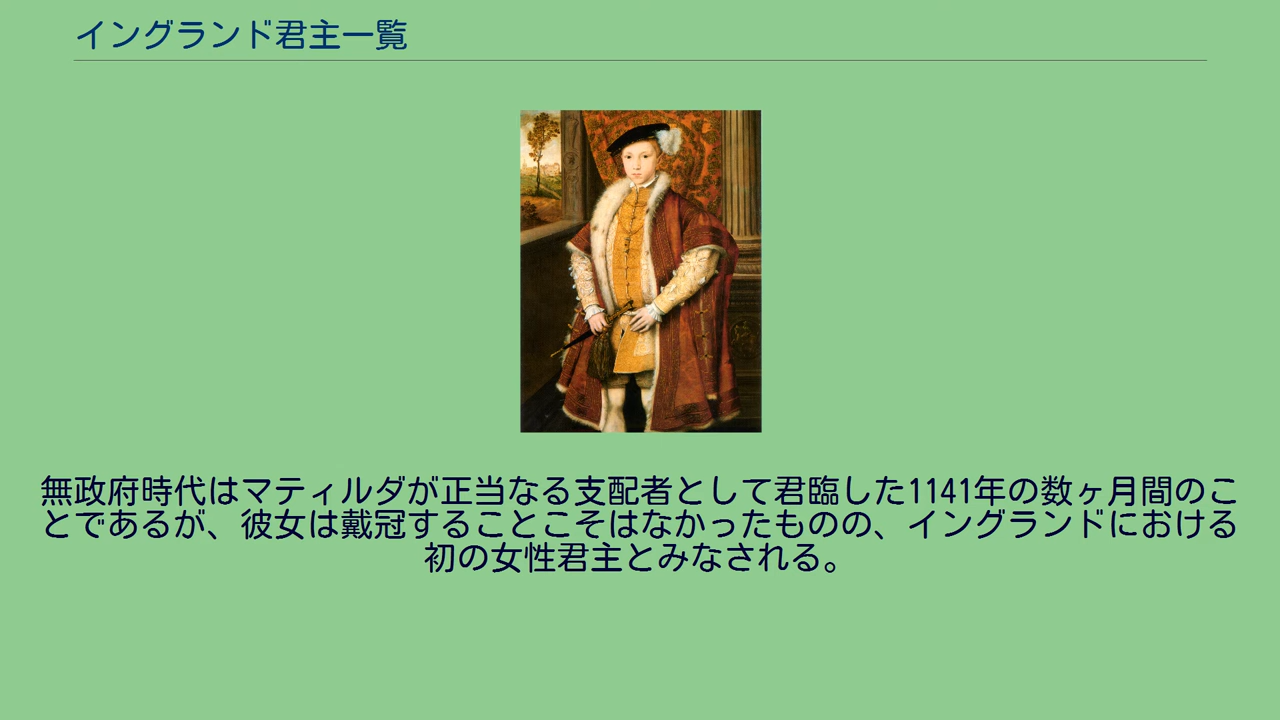 イングランド君主一覧
無政府時代はマティルダが正当なる支配者として君臨した1141年の数ヶ月間のこ
とであるが、彼女は戴冠することこそはなかったものの、イングランドにおける
初の女性君主とみなされる。